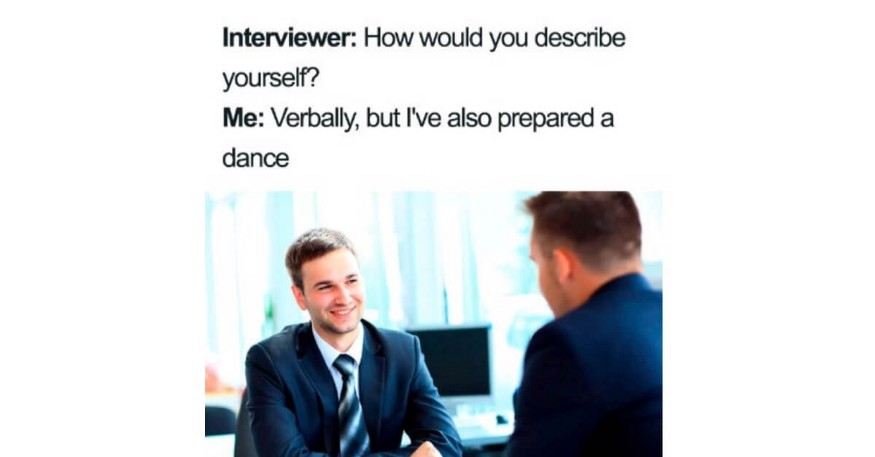 Interviewer: How would you describe
yourself?
Me: Verbally, but I've also prepared a
dance